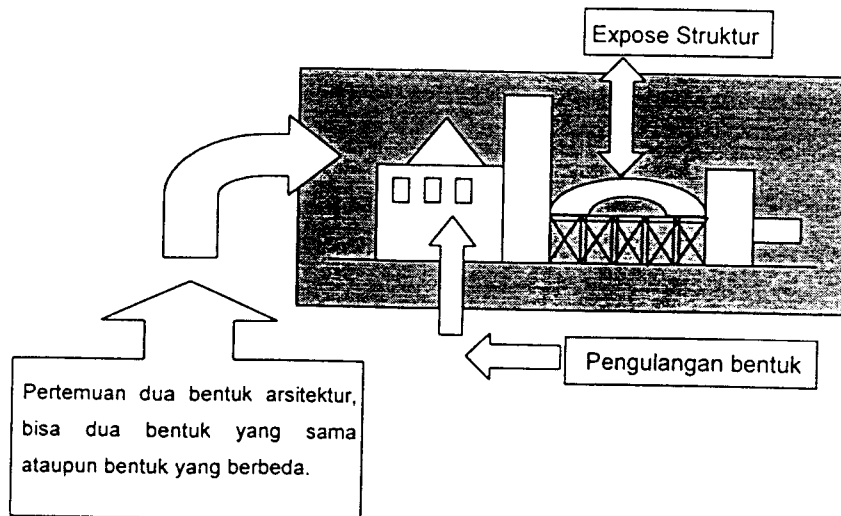 Expose Struktur
Pengulangan bentuk
Pertemuan dua bentuk arsitektur,
bisa dua bentuk yang sama
ataupun bentuk yang berbeda.